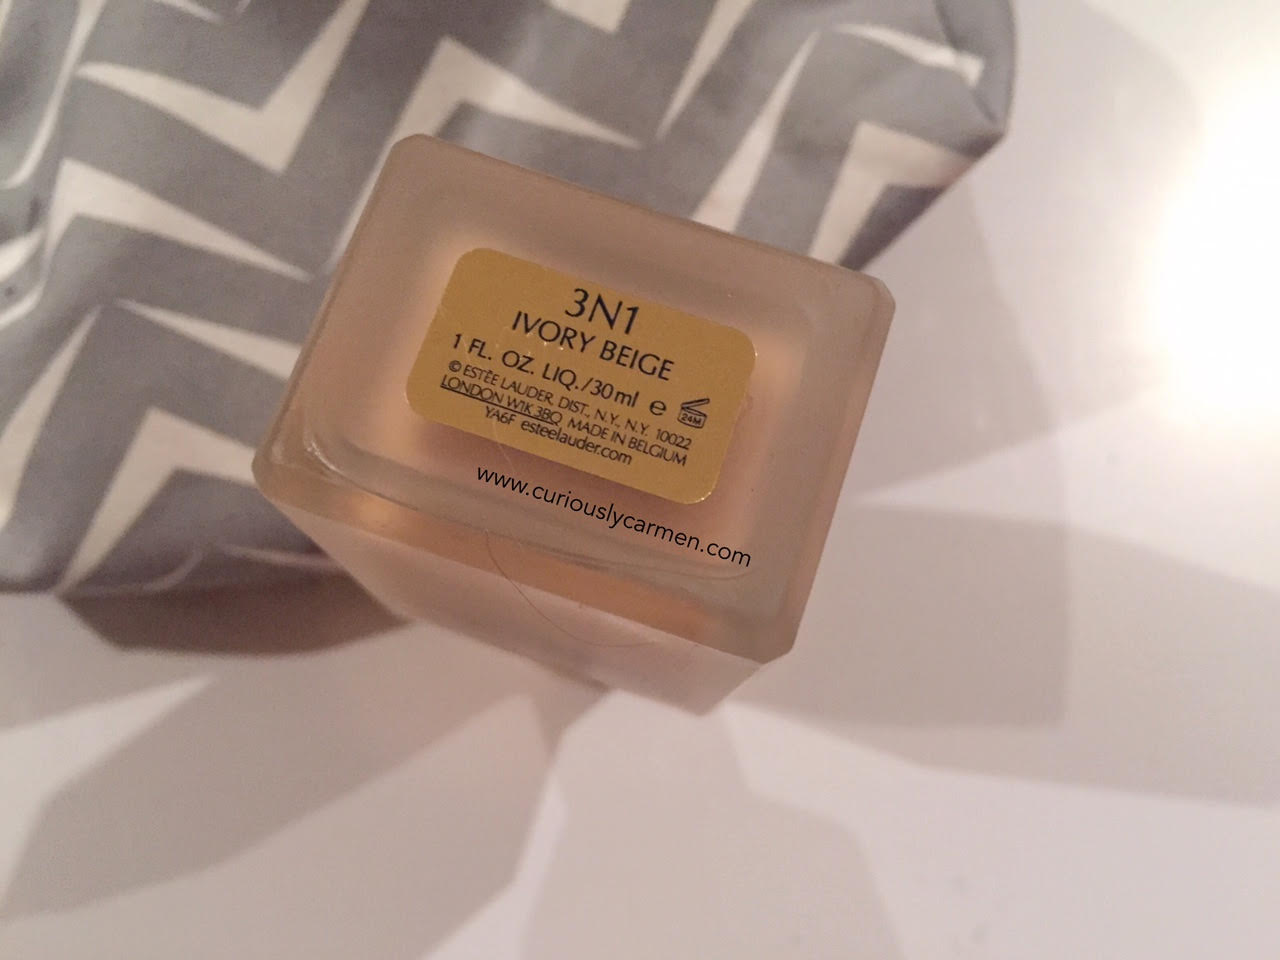 3N1
IVORY BEIGE
1 FL. OZ. LIQ./30ml e 24M
© ESTĒE LAUDER, DIST., N.Y., N.Y. 10022
LONDON W1K 3BQ MADE IN BELGIUM
YA6F esteelauder.com
www.curiouslycarmen.com